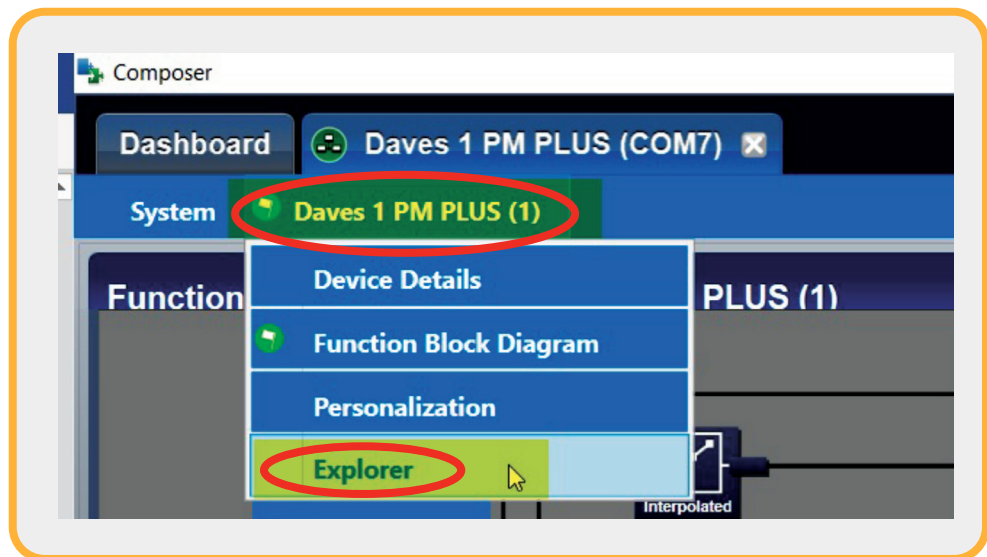 Composer
Dashboard Daves 1 PM PLUS (COM7)
System Daves 1 PM PLUS (1)
Device Details
Function PLUS (1)
Function Block Diagram
Personalization
Explorer
Interpolated